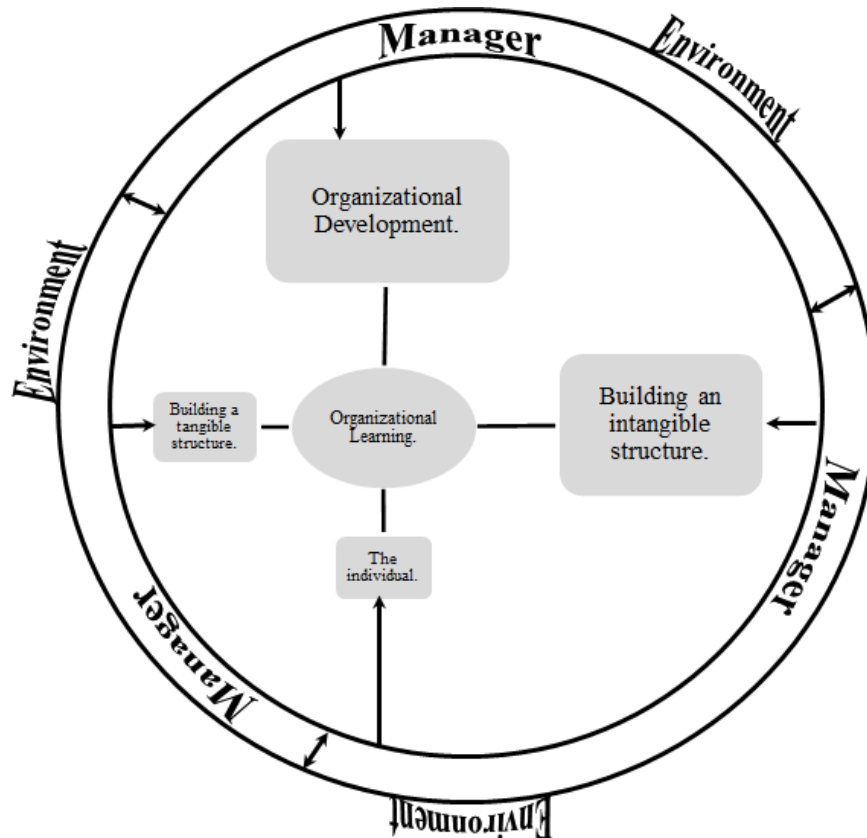 Manager
Environment
Organizational
Development.
Environment
Building a
tangible
structure.
Organizational
Learning.
Building an
intangible
structure.
Manager
The
individual.
Manager
Environment